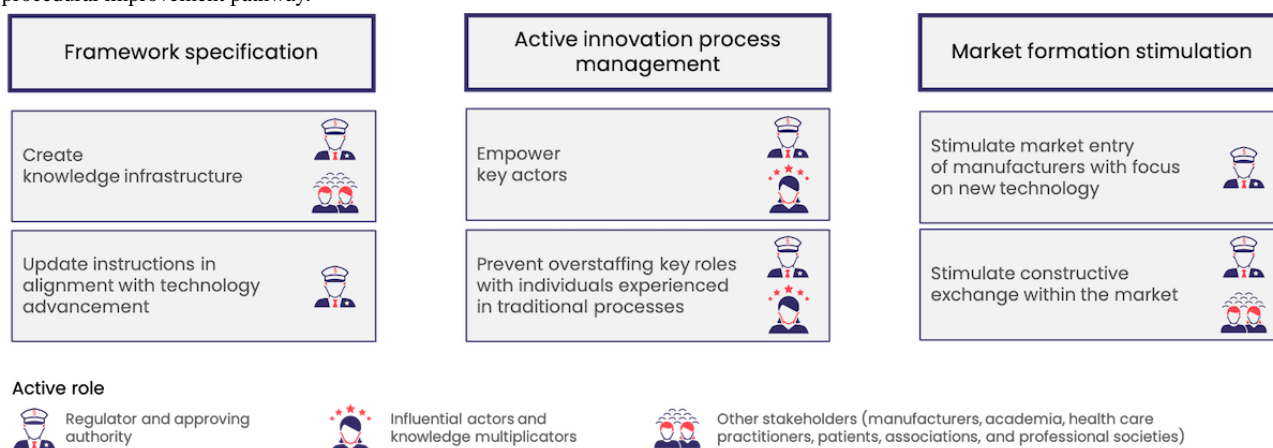 procedural improvement pathway.
Framework specification
Active innovation process
management
Market formation stimulation
Create
knowledge infrastructure
Empower
key actors
Stimulate market entry
of manufacturers with focus
on new technology
Update instructions in
alignment with technology
advancement
Prevent overstaffing key roles
with individuals experienced
in traditional processes
Stimulate constructive
exchange within the market
Active role
Regulator and approving
authority
Influential actors and
knowledge multiplicators
Other stakeholders (manufacturers, academia, health care
practitioners, patients, associations, and professional societies)